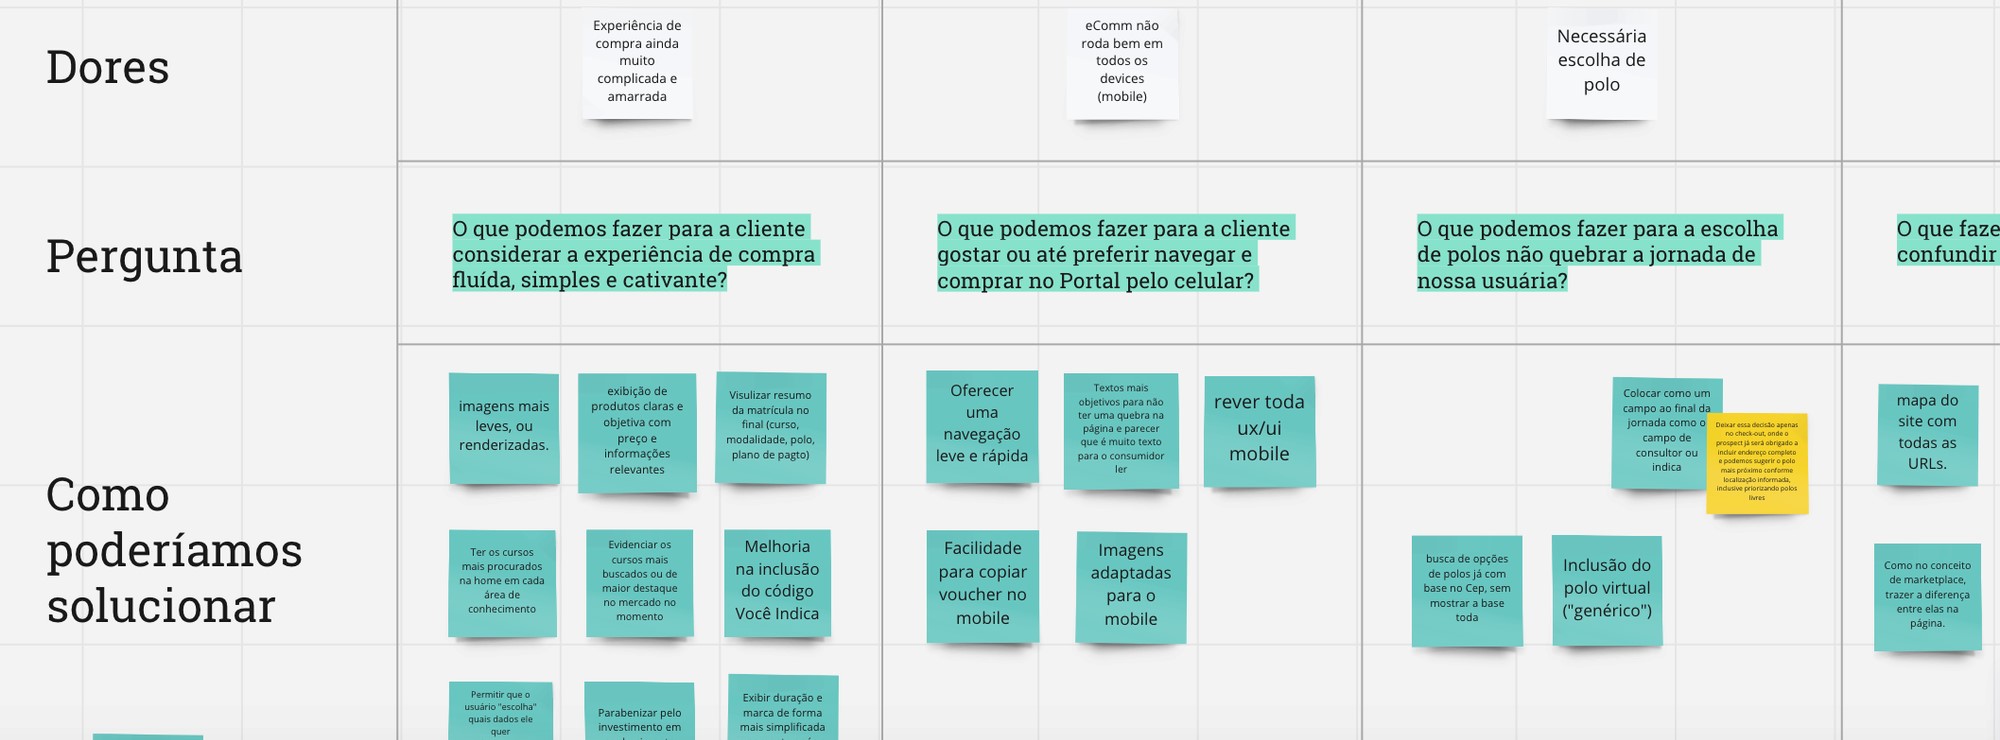 Dores
Experiência de
compra ainda
muito
complicada e
amarrada
eComm não
roda bem em
todos os
devices
(mobile)
Necessária
escolha de
polo
Pergunta
O que podemos fazer para a cliente
considerar a experiência de compra
fluída, simples e cativante?
O que podemos fazer para a cliente
gostar ou até preferir navegar e
comprar no Portal pelo celular?
O que podemos fazer para a escolha
de polos não quebrar a jornada de
nossa usuária?
O que faze
confundir
Como
poderíamos
solucionar
imagens mais
leves, ou
renderizadas.
exibição de
produtos claras e
objetiva com
preço e
informações
relevantes
Visulizar resumo
da matrícula no
final (curso,
modalidade, polo,
plano de pagto)
Oferecer
uma
navegação
leve e rápida
Textos mais
objetivos para não
ter uma quebra na
página e parecer
que é muito texto
para o consumidor
ler
rever toda
ux/ui
mobile
Colocar como um
campo ao final da
jornada como o
campo de
consultor ou
indica
Deixar essa decisão apenas
no check-out, onde o
prospect já será obrigado a
incluir endereço completo
e podemos sugerir o polo
mais próximo conforme
localização informada,
inclusive priorizando polos
livres
mapa do
site com
todas as
URLs.
Ter os cursos
mais procurados
na home em cada
área de
conhecimento
Evidenciar os
cursos mais
buscados ou de
maior destaque
no mercado no
momento
Melhoria
na inclusão
do código
Você Indica
Facilidade
para copiar
voucher no
mobile
Imagens
adaptadas
para o
mobile
busca de opções
de polos já com
base no Cep, sem
mostrar a base
toda
Inclusão do
polo virtual
("genérico")
Como no conceito
de marketplace,
trazer a diferença
entre elas na
página.
Permitir que o
usuário "escolha"
quais dados ele
quer
Parabenizar pelo
investimento em
Exibir duração e
marca de forma
mais simplificada